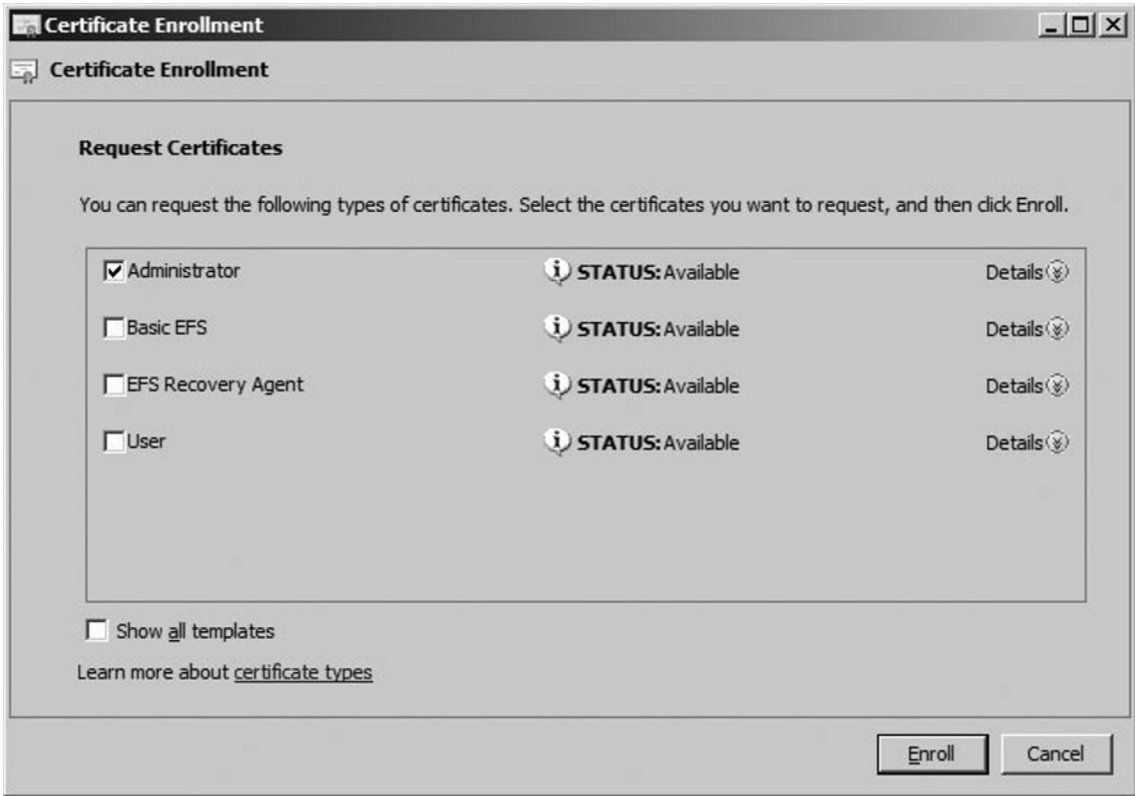 Certificate Enrollment
Certificate Enrollment
Request Certificates
You can request the following types of certificates. Select the certificates you want to request, and then click Enroll.
Administrator STATUS: Available Details
Basic EFS STATUS: Available Details
EFS Recovery Agent STATUS: Available Details
User STATUS: Available Details
Show all templates
Learn more about certificate types
Enroll Cancel